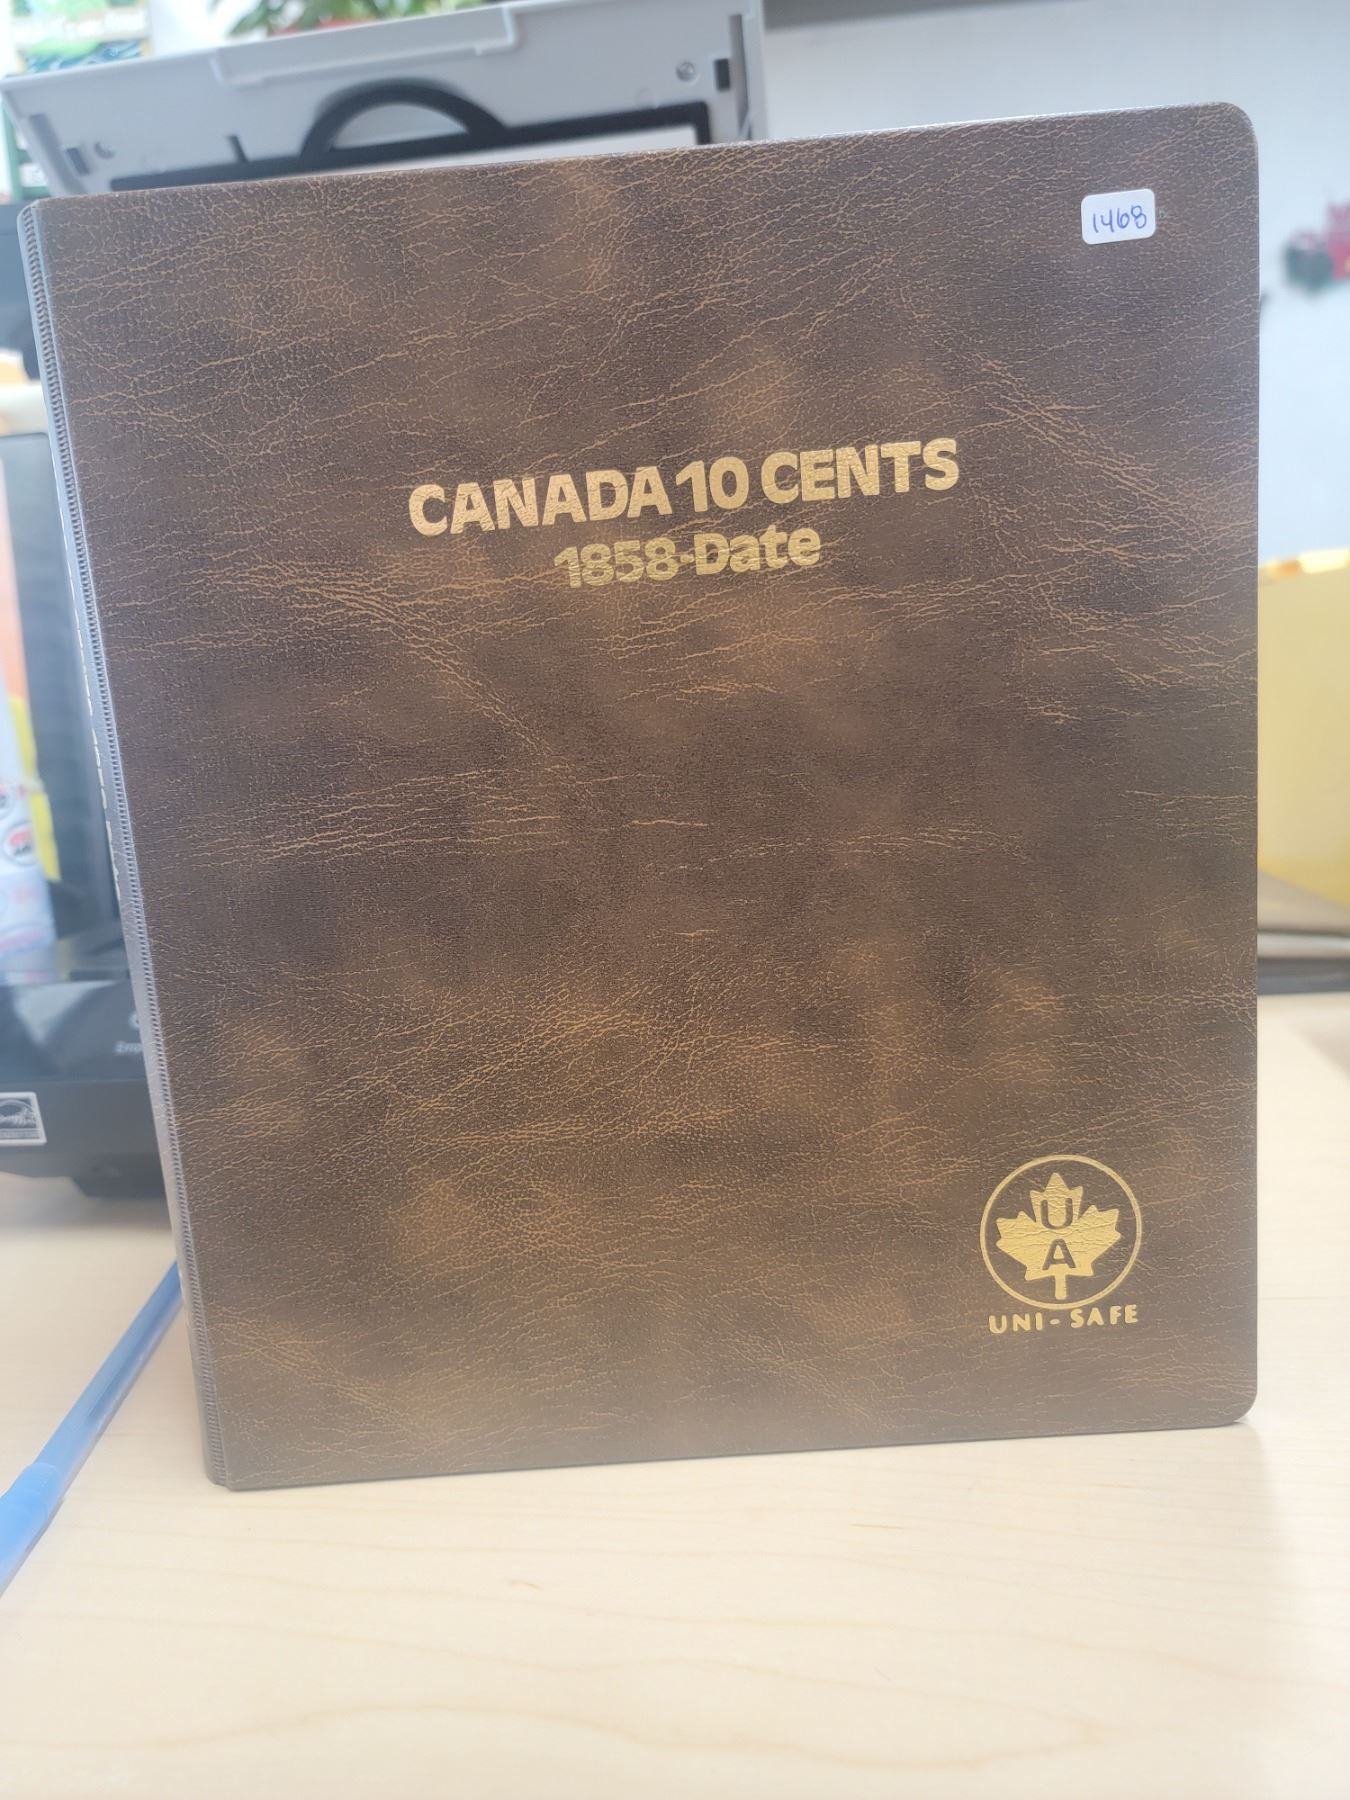 1468
CANADA 10 CENTS
1858-Date
U
A
UNI-SAFE